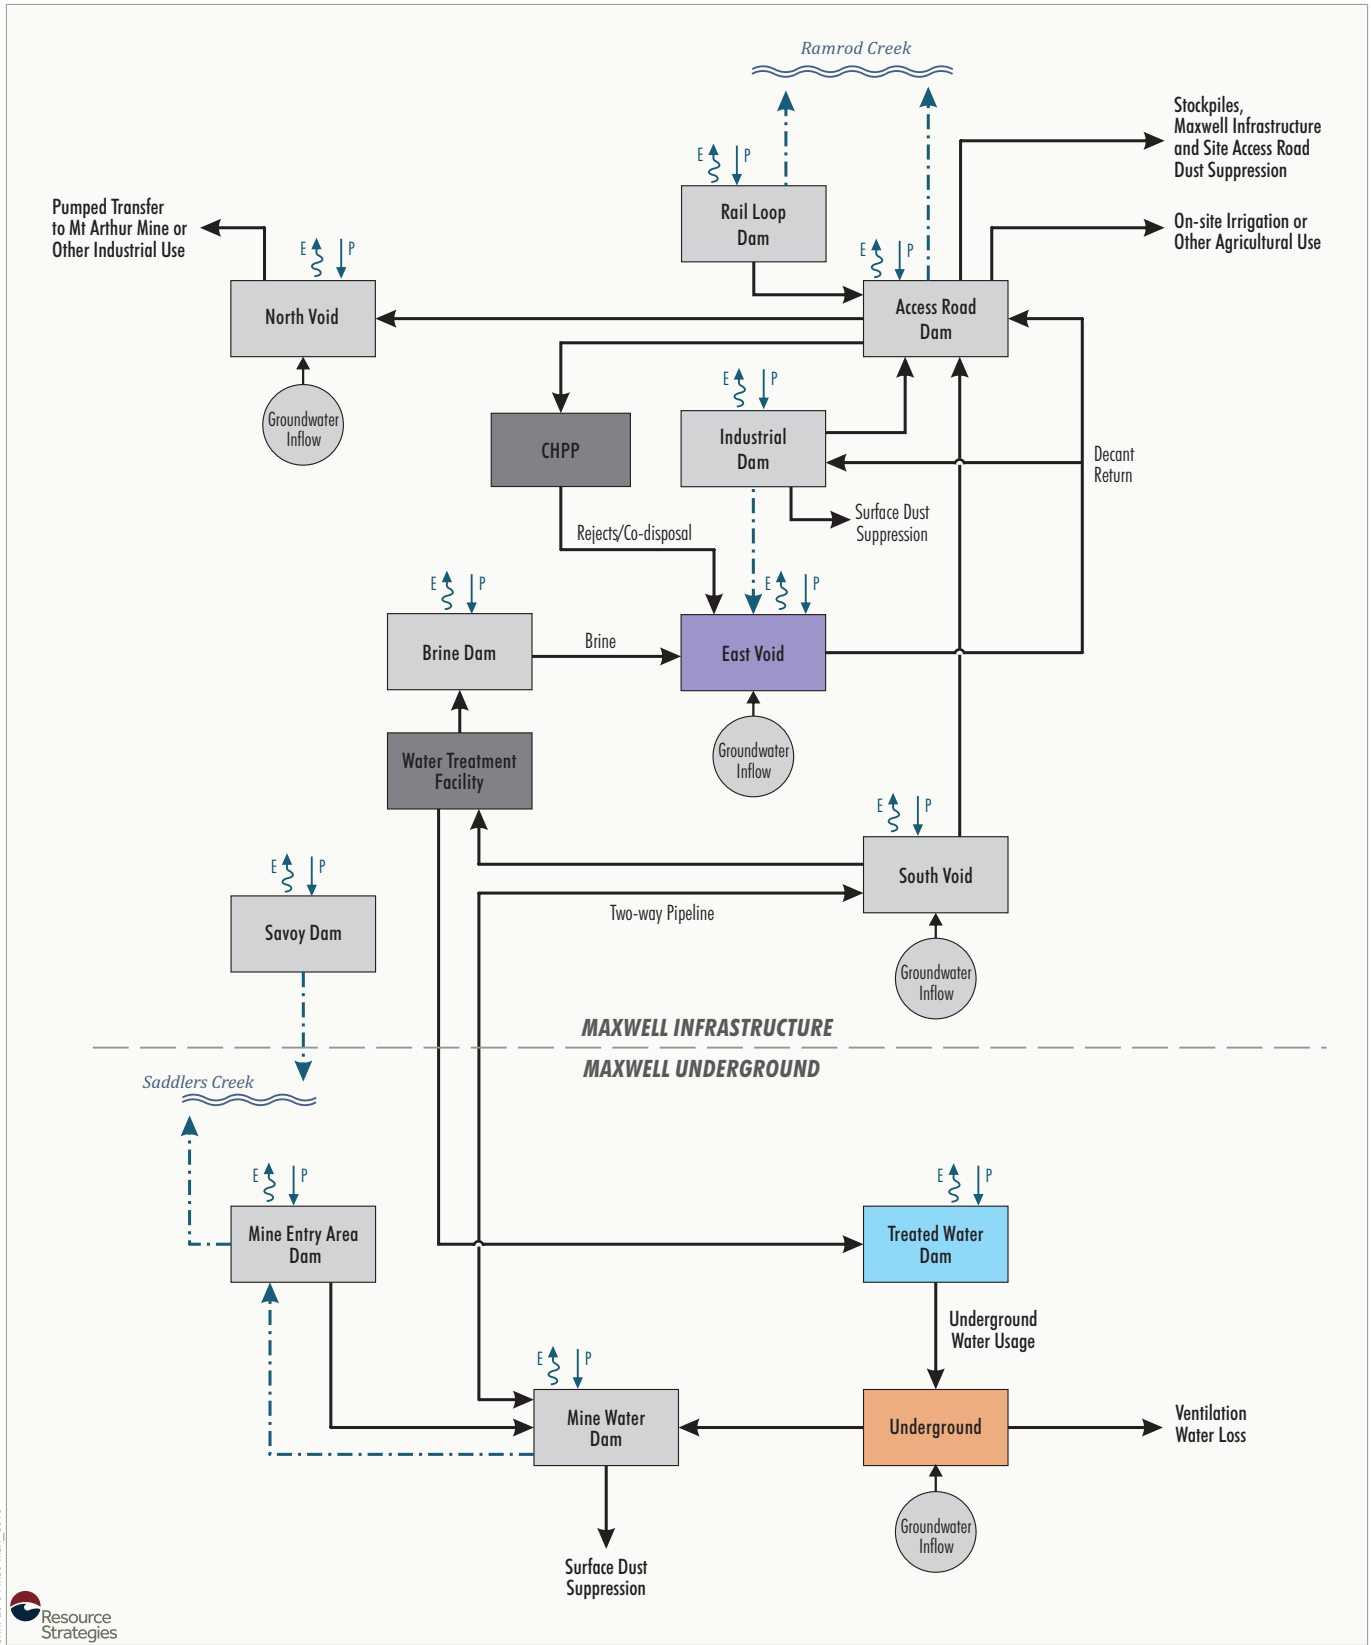 Ramrod Creek
Stockpiles,
Maxwell Infrastructure
and Site Access Road
Dust Suppression
E
P
Rail Loop
Dam
Pumped Transfer
to Mt Arthur Mine or
Other Industrial Use
On-site Irrigation or
Other Agricultural Use
E
P
E
P
North Void
Access Road
Dam
Groundwater
Inflow
E
P
CHPP
Industrial
Dam
Decant
Return
Surface Dust
Suppression
Rejects/Co-disposal
E
P
E
P
Brine Dam
Brine
East Void
Water Treatment
Facility
Groundwater
Inflow
E
P
South Void
E
P
Savoy Dam
Two-way Pipeline
Groundwater
Inflow
MAXWELL INFRASTRUCTURE
MAXWELL UNDERGROUND
Saddlers Creek
E
P
E
P
Mine Entry Area
Dam
Treated Water
Dam
Underground
Water Usage
E
P
Mine Water
Dam
Underground
Ventilation
Water Loss
Groundwater
Inflow
Surface Dust
Suppression
Resource
Strategies